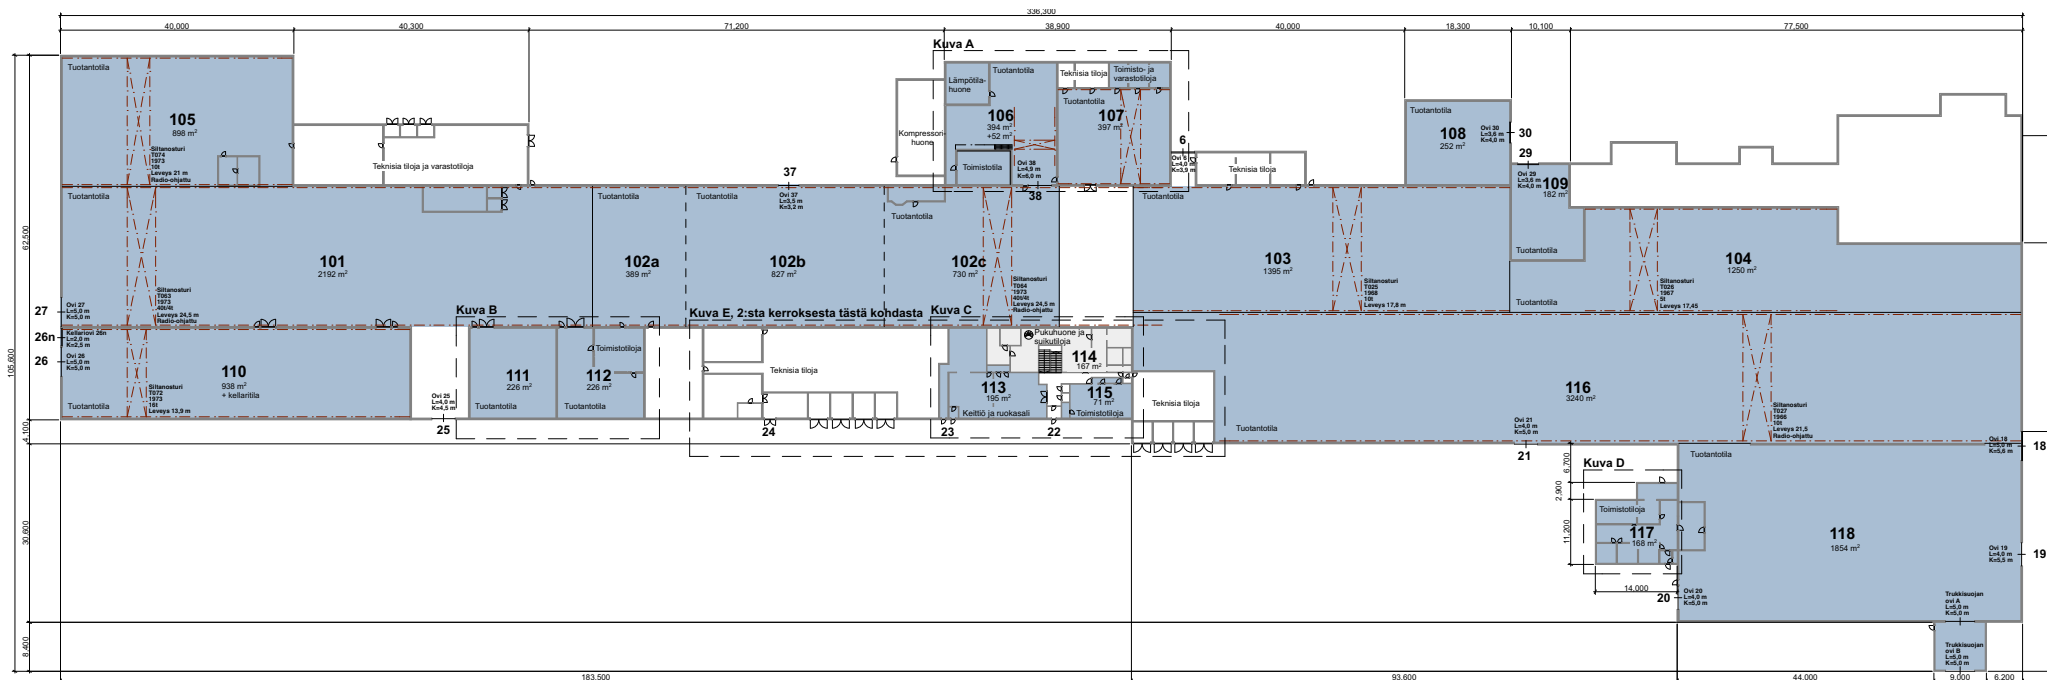 336,300
40,000
40,300
71,200
38,900
40,000
18,300
10,100
77,500
Kuva A
Tuotantotila
105
898 m²
Siltanosturi
T074
1973
10t
Leveys 21 m
Radio-ohjattu
Teknisia tiloja ja varastotiloja
Kompressori-
huone
Lämpötila-
huone
Tuotantotila
106
394 m²
+52 m²
Toimistotila
Ovi 38
L=4,9 m
K=6,0 m
38
Teknisia tiloja
Toimisto- ja
varastotiloja
Tuotantotila
107
397 m²
6
Ovi 6
L=4,0 m
K=3,9 m
Teknisia tiloja
Tuotantotila
108
252 m²
Ovi 30
L=3,6 m
K=4,0 m
30
29
Ovi 29
L=3,6 m
K=4,0 m
109
182 m²
Tuotantotila
62,500
105,600
Tuotantotila
101
2192 m²
Siltanosturi
T063
1973
40t/4t
Leveys 24,5 m
Radio-ohjattu
27
Ovi 27
L=5,0 m
K=5,0 m
Tuotantotila
102a
389 m²
Tuotantotila
37
Ovi 37
L=3,5 m
K=3,2 m
102b
827 m²
Tuotantotila
102c
730 m²
Siltanosturi
T064
1973
40t/4t
Leveys 24,5 m
Radio-ohjattu
Tuotantotila
103
1395 m²
Siltanosturi
T025
1968
10t
Leveys 17,8 m
Tuotantotila
104
1250 m²
Siltanosturi
T026
1967
5t
Leveys 17,45
26n
Kellariovi 26n
L=2,0 m
K=2,5 m
26
Ovi 26
L=5,0 m
K=5,0 m
110
938 m²
+ kellaritila
Tuotantotila
Siltanosturi
T072
1973
16t
Leveys 13,9 m
Ovi 25
L=4,0 m
K=4,5 m
25
Kuva B
111
226 m²
Tuotantotila
Toimistotiloja
112
226 m²
Tuotantotila
Kuva E, 2:sta kerroksesta tästä kohdasta
Teknisia tiloja
24
Kuva C
Pukuhuone ja
suikutiloja
114
167 m²
113
195 m²
Keittiö ja ruokasali
115
71 m²
Toimistotiloja
23
22
Teknisia tiloja
Tuotantotila
116
3240 m²
Ovi 21
L=4,0 m
K=5,0 m
21
Siltanosturi
T027
1966
10t
Leveys 21,5
Radio-ohjattu
Ovi 18
L=5,0 m
K=5,6 m
18
4,100
30,600
8,400
Kuva D
6,700
2,900
11,200
14,000
Toimistotiloja
117
168 m²
Tuotantotila
118
1854 m²
Ovi 19
L=4,0 m
K=5,5 m
19
20
Ovi 20
L=4,0 m
K=5,0 m
Trukkisuojan
ovi A
L=5,0 m
K=5,0 m
Trukkisuojan
ovi B
L=5,0 m
K=5,0 m
183,500
93,600
44,000
9,000
6,200